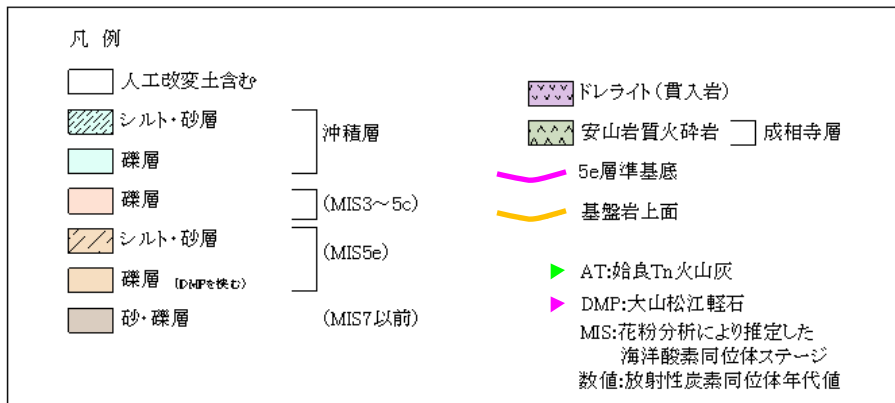 凡 例
人工改変土含む
シルト・砂層
礫層
沖積層
礫層
(MIS3～5c)
シルト・砂層
礫層 (DMPを挟む)
(MIS5e)
砂・礫層
(MIS7以前)
ドレライト(貫入岩)
安山岩質火砕岩
成相寺層
5e層準基底
基盤岩上面
AT:姶良Tn火山灰
DMP:大山松江軽石
MIS:花粉分析により推定した
海洋酸素同位体ステージ
数値:放射性炭素同位体年代値